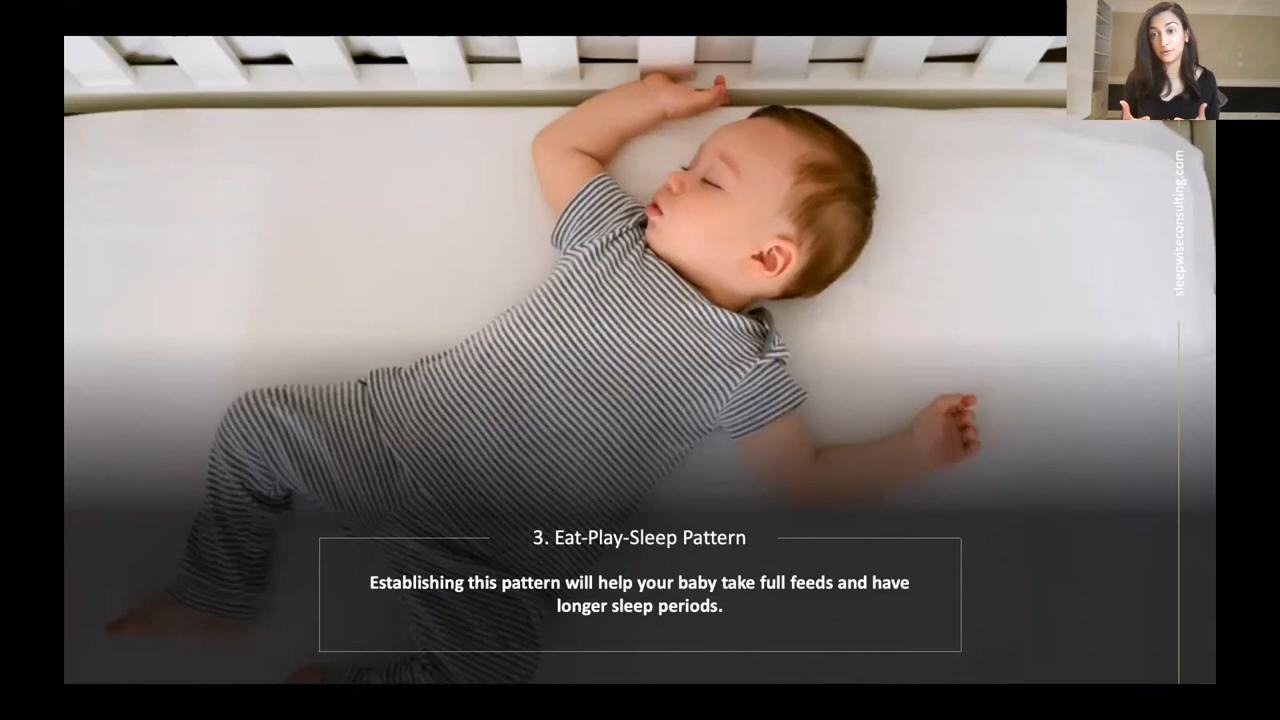 sleepwiseconsulting.com
3. Eat-Play-Sleep Pattern
Establishing this pattern will help your baby take full feeds and have
longer sleep periods.